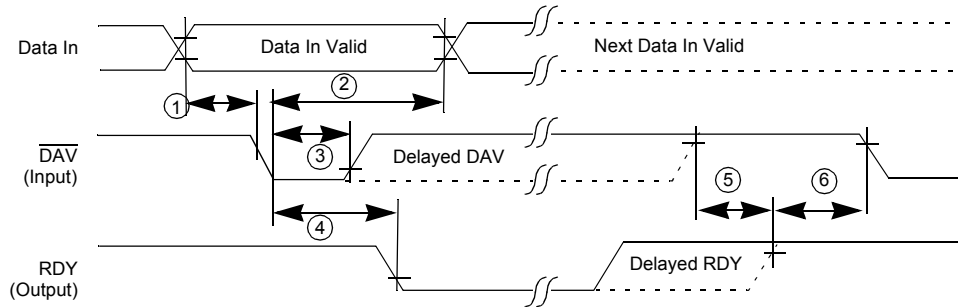 Data In
Data In Valid
Next Data In Valid
1
2
3
DAV
(Input)
Delayed DAV
4
5
6
RDY
(Output)
Delayed RDY